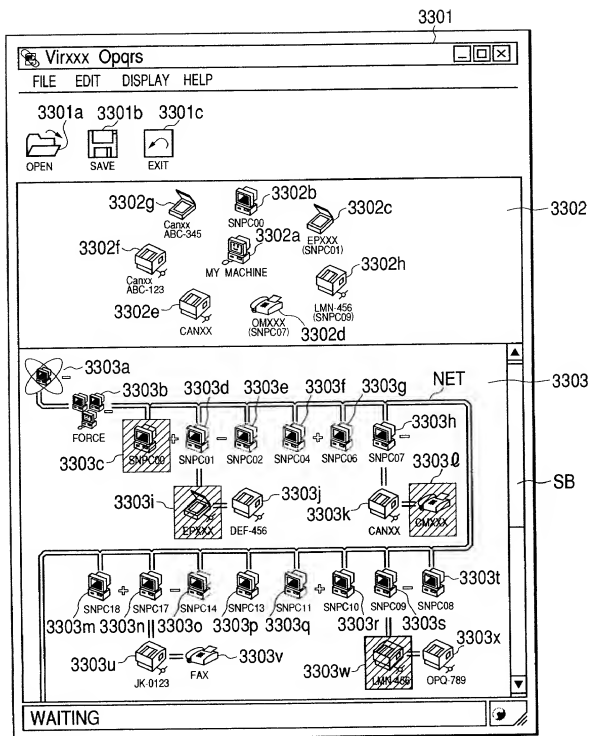 3301
Virxxx Opqrs
FILE EDIT DISPLAY HELP
3301a 3301b 3301c
OPEN SAVE EXIT
3302g 3302b
Canxx
ABC-345
SNPC00
3302c
EPXXX
(SNPC01)
3302
3302f 3302a
Canxx
ABC-123
MY MACHINE
3302h
LMN-456
(SNPC09)
3302e
CANXX
OMXXX
(SNPC07)
3302d
3303a
3303b
FORCE
3303d 3303e 3303f 3303g
NET
3303
3303h
3303c
SNPC00 + SNPC01 - SNPC02 SNPC04 + SNPC06 SNPC07 -
3303ℓ
SB
3303i
EPXXX
3303j
DEF-456
3303k
CANXX
OMXXX
3303t
SNPC18 + SNPC17 - SNPC14 SNPC13 SNPC11 + SNPC10 SNPC09 - SNPC08
3303m 3303n 3303o 3303p 3303q 3303r 3303s
3303u
JK-0123
3303v
FAX
3303w
LMN-456
3303x
OPQ-789
WAITING